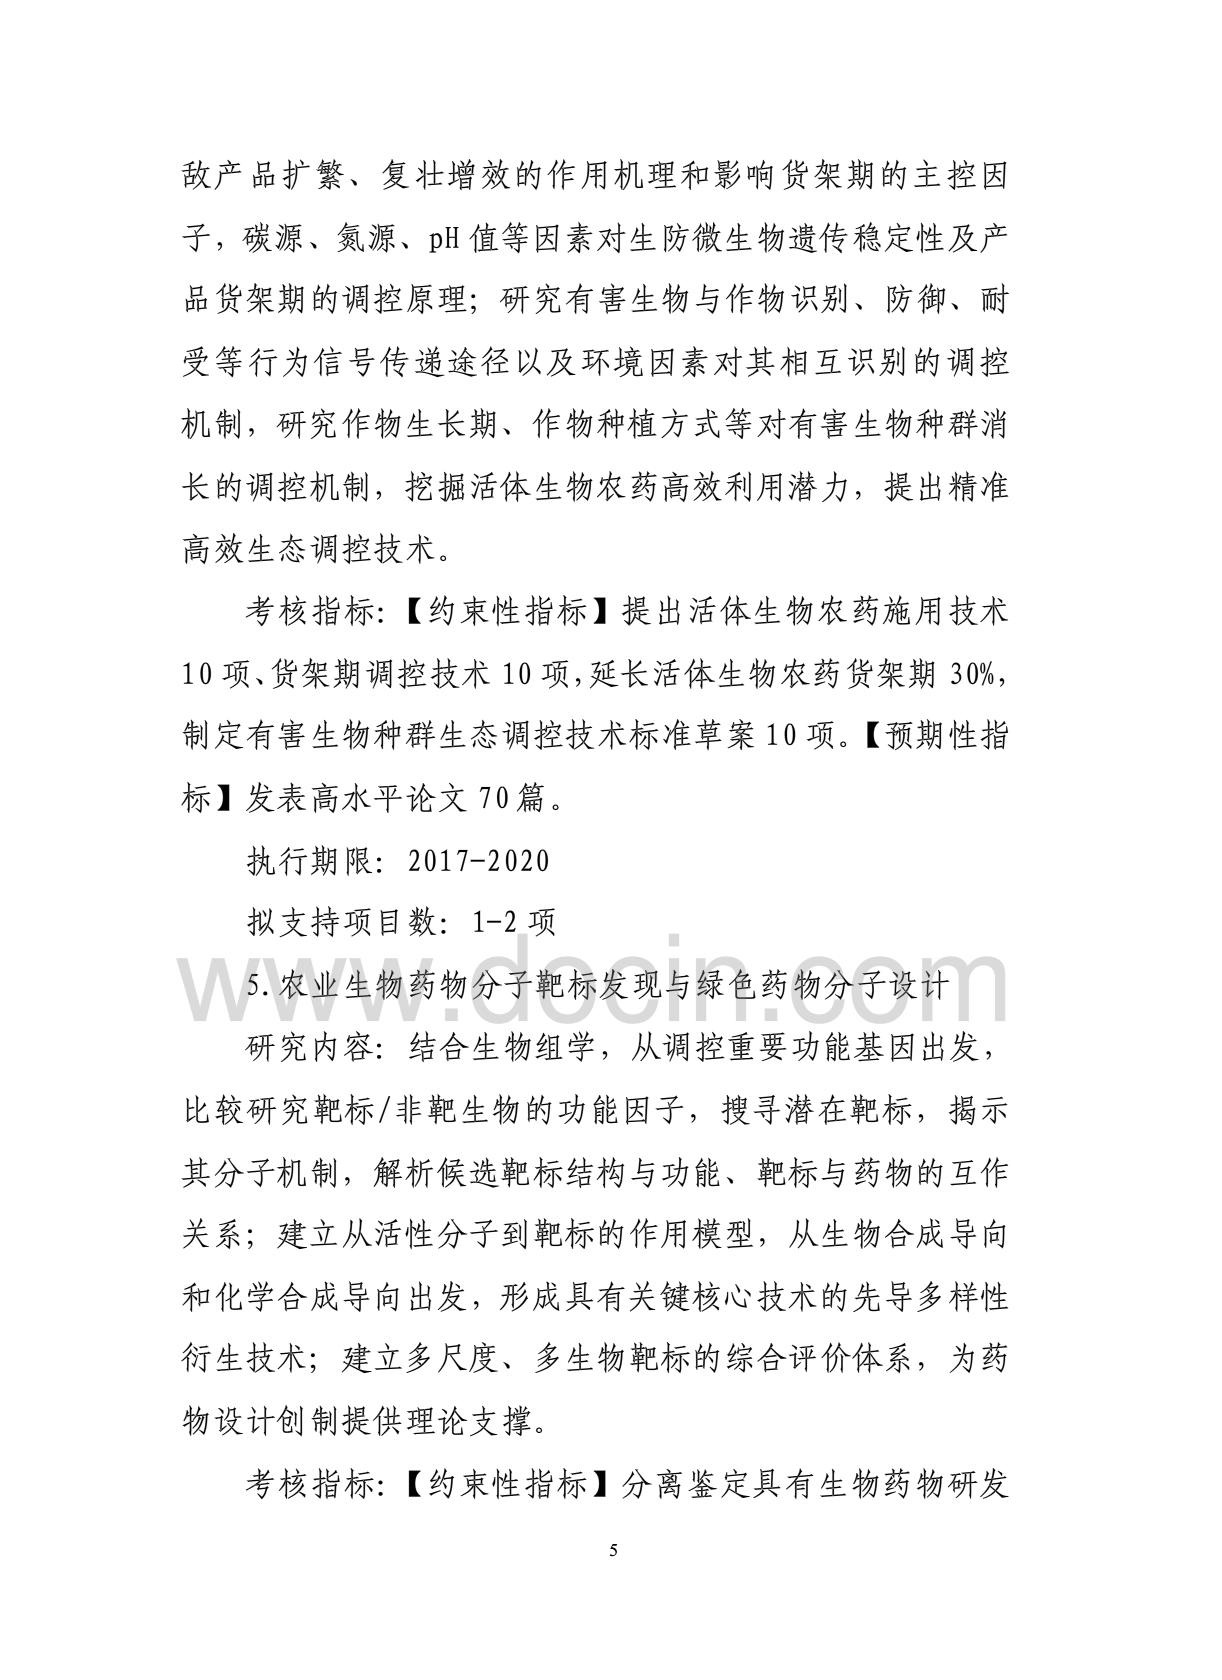 敌产品扩繁、复壮增效的作用机理和影响货架期的主控因
子，碳源、氮源、pH 值等因素对生防微生物遗传稳定性及产
品货架期的调控原理；研究有害生物与作物识别、防御、耐
受等行为信号传递途径以及环境因素对其相互识别的调控
机制，研究作物生长期、作物种植方式等对有害生物种群消
长的调控机制，挖掘活体生物农药高效利用潜力，提出精准
高效生态调控技术。
考核指标：【约束性指标】提出活体生物农药施用技术
10 项、货架期调控技术 10 项，延长活体生物农药货架期 30%，
制定有害生物种群生态调控技术标准草案 10 项。【预期性指
标】发表高水平论文 70 篇。
执行期限：2017-2020
拟支持项目数：1-2 项
www.docin.com
5.农业生物药物分子靶标发现与绿色药物分子设计
研究内容：结合生物组学，从调控重要功能基因出发，
比较研究靶标/非靶生物的功能因子，搜寻潜在靶标，揭示
其分子机制，解析候选靶标结构与功能、靶标与药物的互作
关系；建立从活性分子到靶标的作用模型，从生物合成导向
和化学合成导向出发，形成具有关键核心技术的先导多样性
衍生技术；建立多尺度、多生物靶标的综合评价体系，为药
物设计创制提供理论支撑。
考核指标：【约束性指标】分离鉴定具有生物药物研发
5